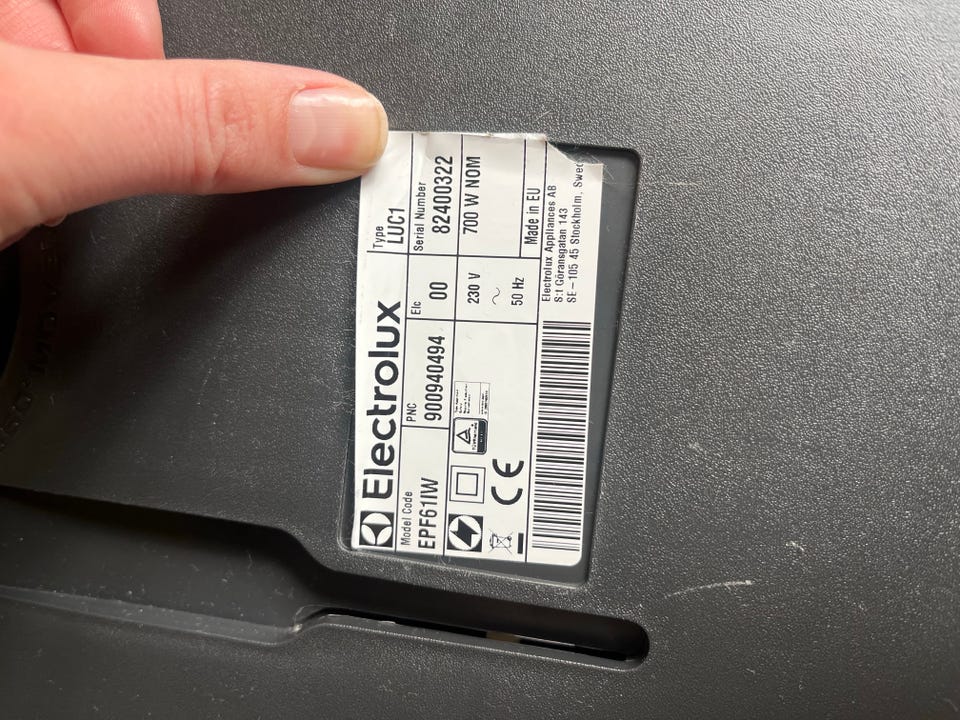 Electrolux
Type
LUC1
Model Code
EPF61IW
PNC
900940494
Elc
00
Serial Number
82400322
230 V
50 Hz
700 W NOM
CE
Made in EU
Electrolux Appliances AB
S:t Göransgatan 143
SE-105 45 Stockholm, Swed